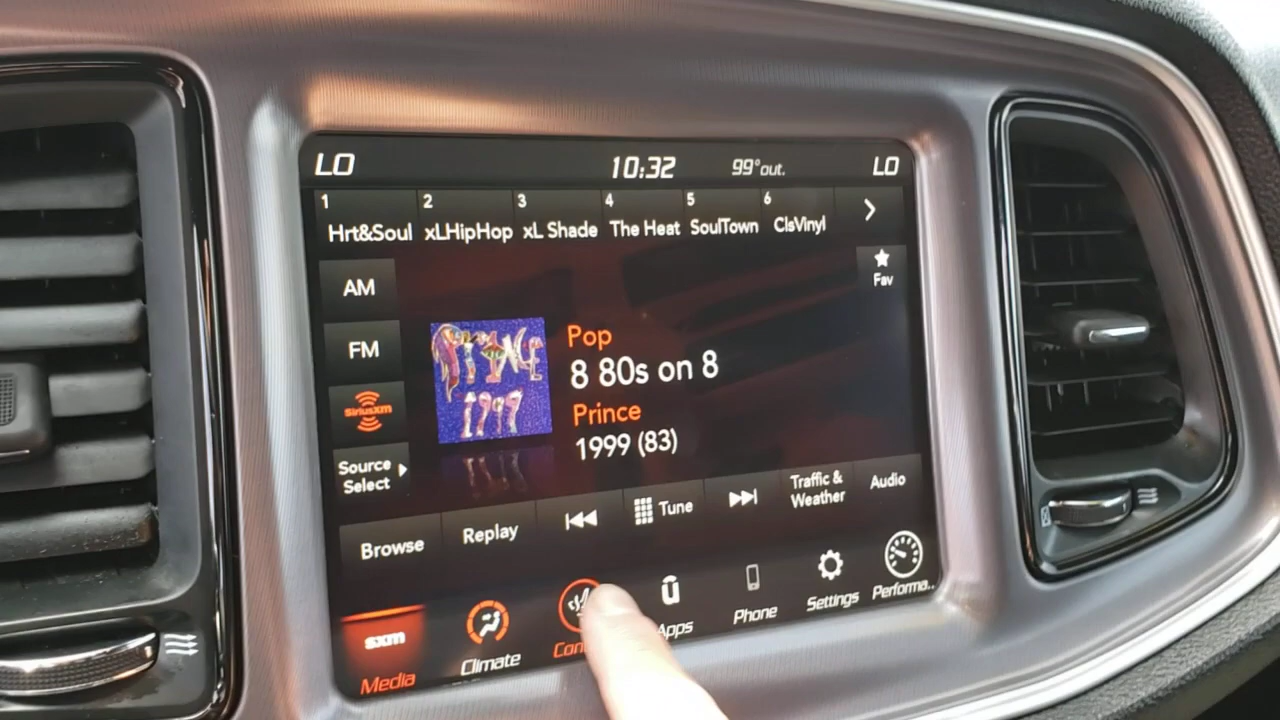 LO 10:32 99°out. LO
1 2 3 4 5 6
Hrt&Soul xLHipHop xL Shade The Heat SoulTown ClsVinyl
AM
FM
SiriusXM
Source
Select
Fav
PRINCE
1999
Pop
8 80s on 8
Prince
1999 (83)
Browse Replay Tune Traffic &
Weather Audio
sxm
Media Climate Con Apps Phone Settings Performa..